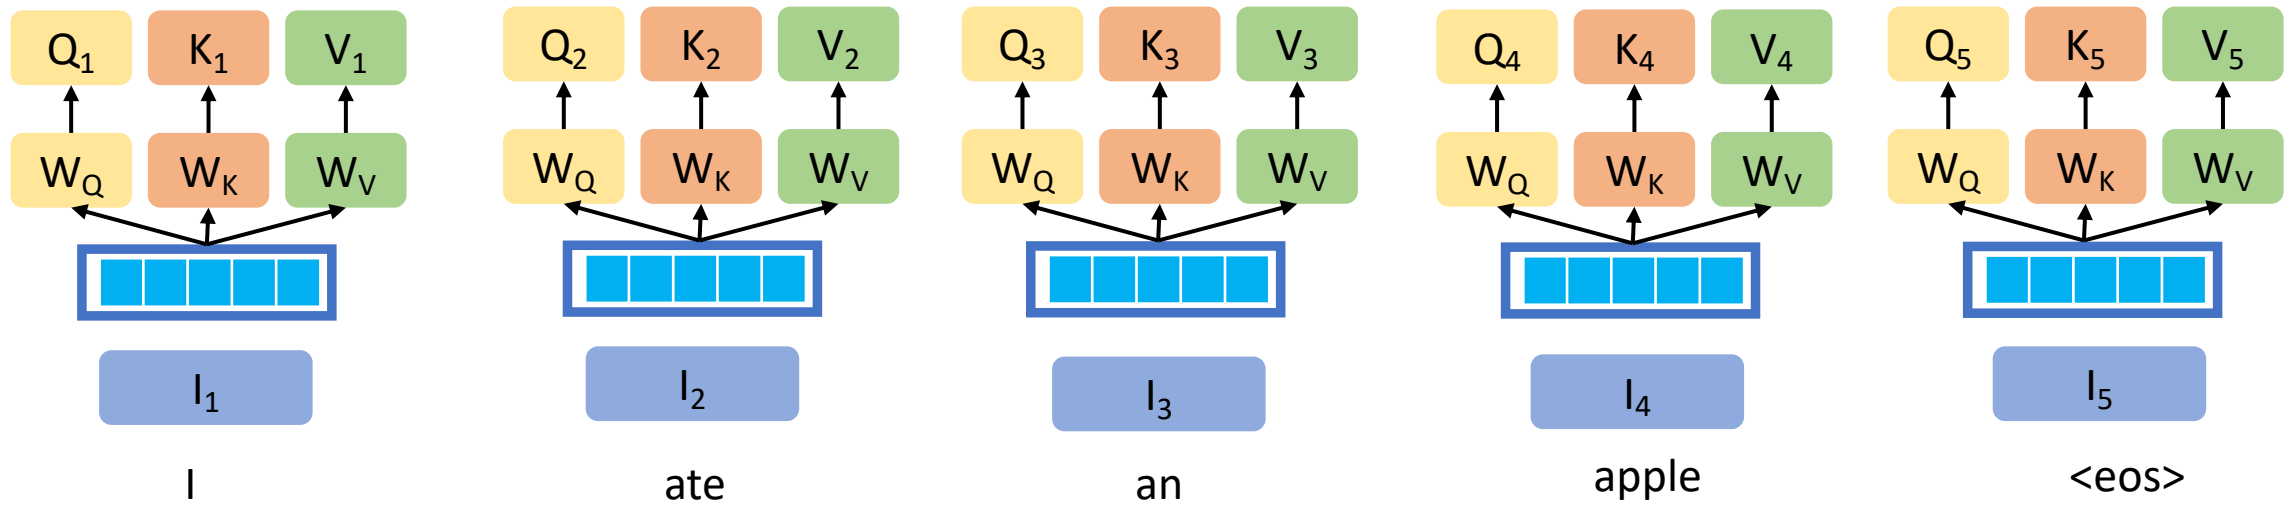 Q1 K1 V1 Q2 K2 V2 Q3 K3 V3 Q4 K4 V4 Q5 K5 V5
WQ WK WV WQ WK WV WQ WK WV WQ WK WV WQ WK WV
I1 I2 I3 I4 I5
I ate an apple <eos>